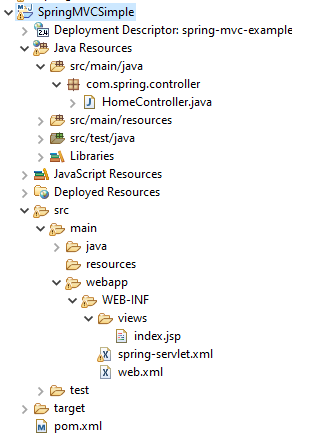 SpringMVCSimple
Deployment Descriptor: spring-mvc-example
Java Resources
src/main/java
com.spring.controller
HomeController.java
src/main/resources
src/test/java
Libraries
JavaScript Resources
Deployed Resources
src
main
java
resources
webapp
WEB-INF
views
index.jsp
spring-servlet.xml
web.xml
test
target
pom.xml